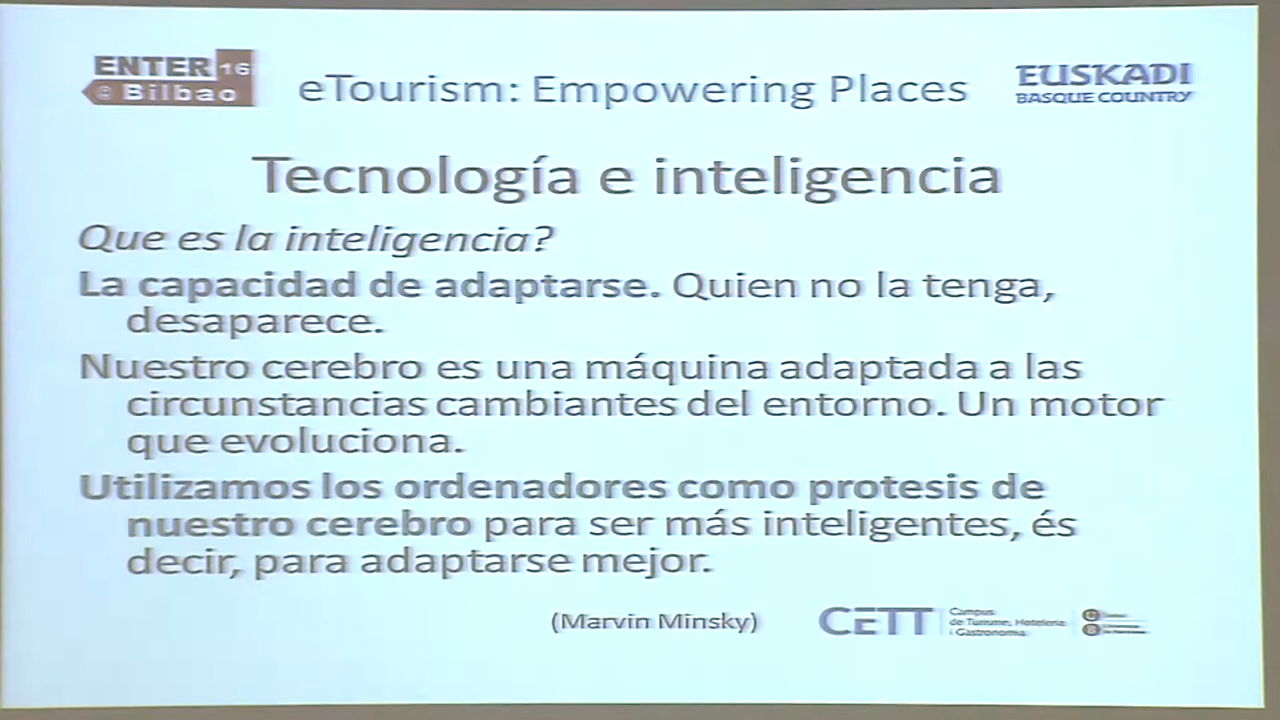 ENTER 16
@ Bilbao
eTourism: Empowering Places
EUSKADI
BASQUE COUNTRY
Tecnología e inteligencia
Que es la inteligencia?
La capacidad de adaptarse. Quien no la tenga,
desaparece.
Nuestro cerebro es una máquina adaptada a las
circunstancias cambiantes del entorno. Un motor
que evoluciona.
Utilizamos los ordenadores como protesis de
nuestro cerebro para ser más inteligentes, és
decir, para adaptarse mejor.
(Marvin Minsky)
CETT
Campus
de Turisme, Hoteleria
i Gastronomia